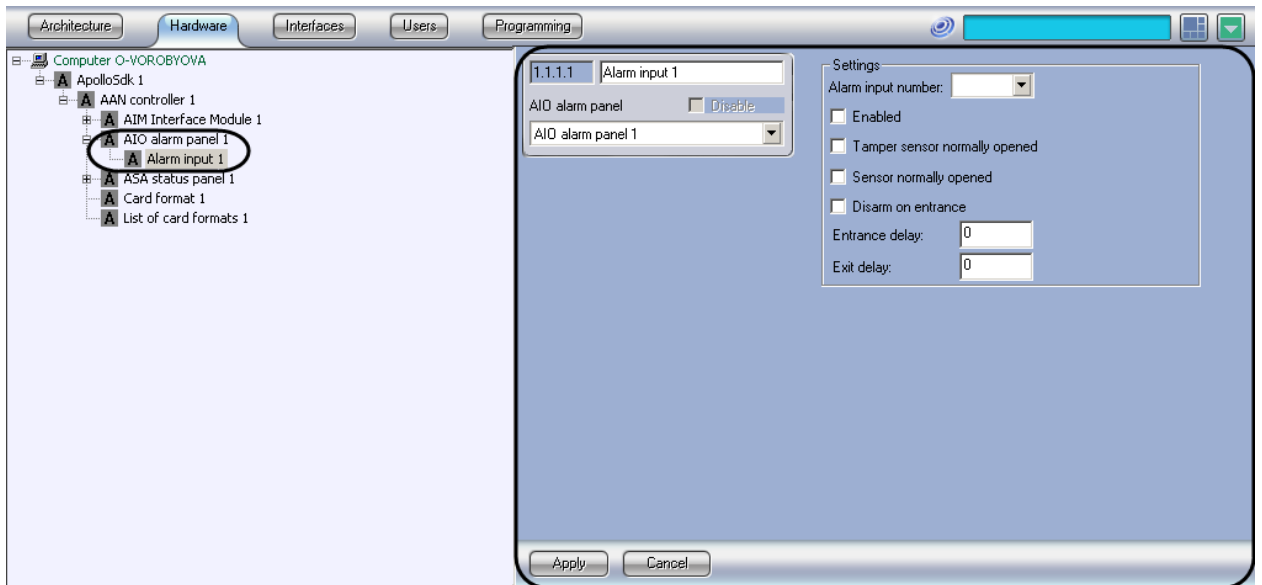 Architecture Hardware Interfaces Users Programming
Computer O-VOROBYOVA
ApolloSdk 1
AAN controller 1
AIM Interface Module 1
AIO alarm panel 1
Alarm input 1
ASA status panel 1
Card format 1
List of card formats 1
1.1.1.1 Alarm input 1
AIO alarm panel Disable
AIO alarm panel 1
Settings
Alarm input number:
Enabled
Tamper sensor normally opened
Sensor normally opened
Disarm on entrance
Entrance delay: 0
Exit delay: 0
Apply Cancel